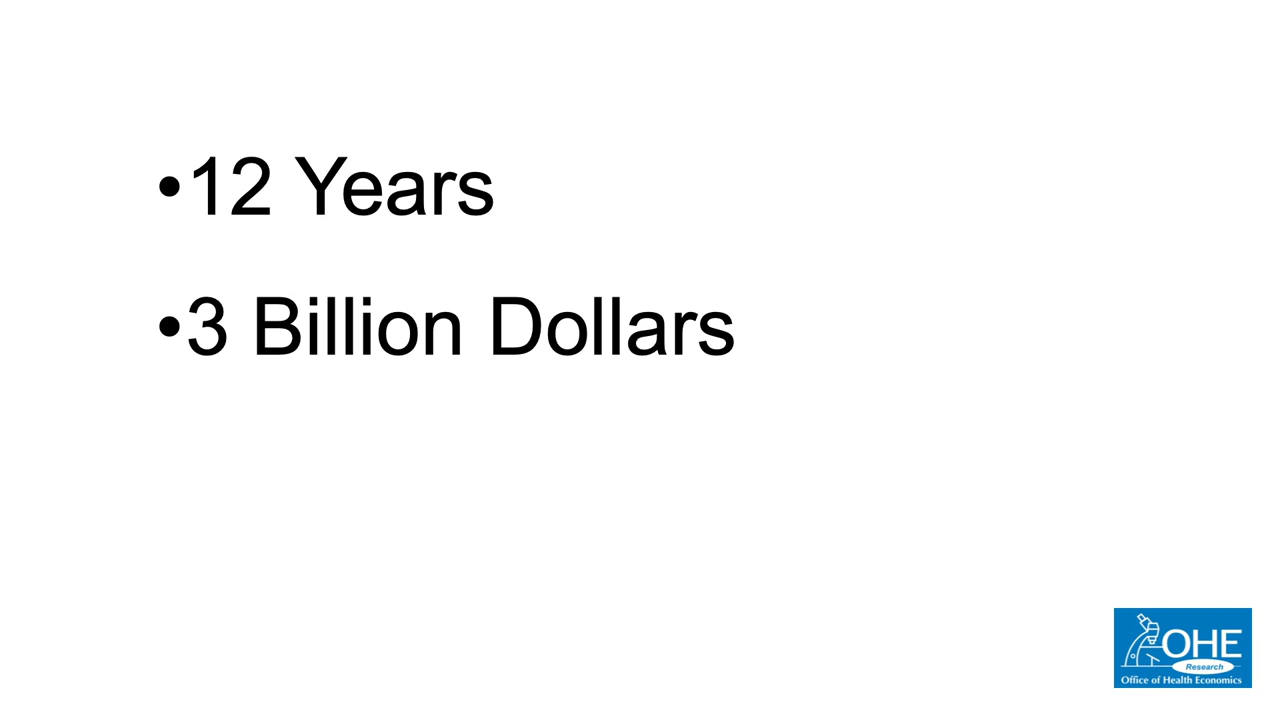 •12 Years
•3 Billion Dollars
OHE
Research
Office of Health Economics